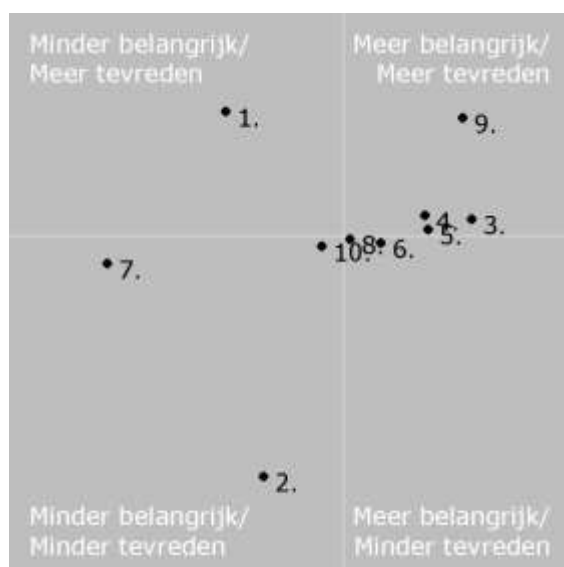 Minder belangrijk/
Meer tevreden
Meer belangrijk/
Meer tevreden
1.
9.
4.
3.
5.
8.
6.
10.
7.
2.
Minder belangrijk/
Minder tevreden
Meer belangrijk/
Minder tevreden